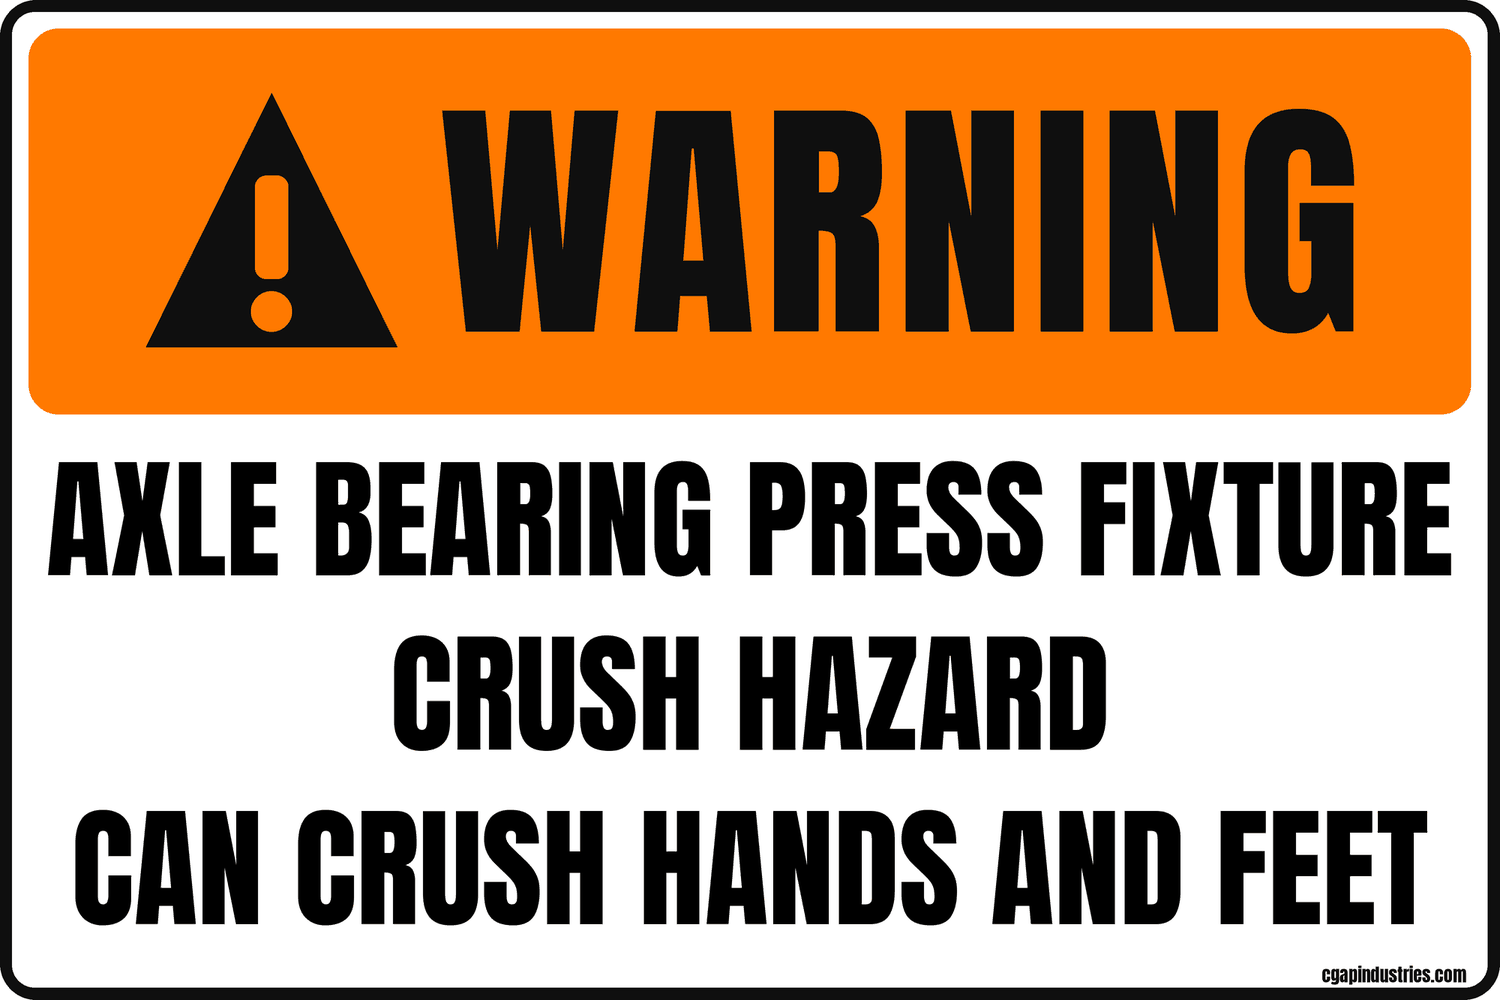 WARNING
AXLE BEARING PRESS FIXTURE
CRUSH HAZARD
CAN CRUSH HANDS AND FEET
cgapindustries.com